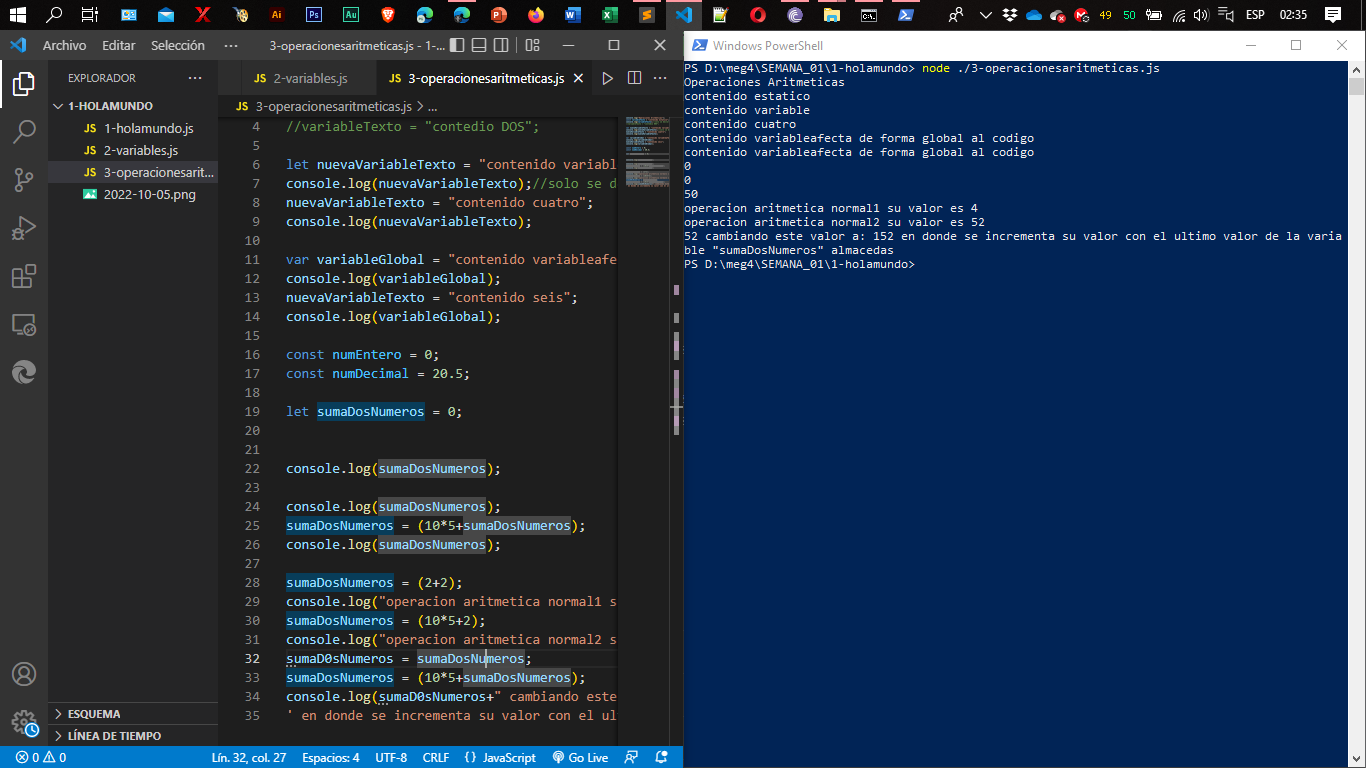 Ai
Ps
Au
49
50
ESP
02:35
Archivo Editar Selección ···
3-operacionesaritmeticas.js - 1-...
EXPLORADOR ···
1-HOLAMUNDO
JS 1-holamundo.js
JS 2-variables.js
JS 3-operacionesarit...
2022-10-05.png
ESQUEMA
LÍNEA DE TIEMPO
JS 2-variables.js
JS 3-operacionesaritmeticas.js
JS 3-operacionesaritmeticas.js > ...
4 //variableTexto = "contedio DOS";
5
6 let nuevaVariableTexto = "contenido variabl
7 console.log(nuevaVariableTexto);//solo se d
8 nuevaVariableTexto = "contenido cuatro";
9 console.log(nuevaVariableTexto);
10
11 var variableGlobal = "contenido variableafe
12 console.log(variableGlobal);
13 nuevaVariableTexto = "contenido seis";
14 console.log(variableGlobal);
15
16 const numEntero = 0;
17 const numDecimal = 20.5;
18
19 let sumaDosNumeros = 0;
20
21
22 console.log(sumaDosNumeros);
23
24 console.log(sumaDosNumeros);
25 sumaDosNumeros = (10*5+sumaDosNumeros);
26 console.log(sumaDosNumeros);
27
28 sumaDosNumeros = (2+2);
29 console.log("operacion aritmetica normal1 s
30 sumaDosNumeros = (10*5+2);
31 console.log("operacion aritmetica normal2 s
32 sumaD0sNumeros = sumaDosNumeros;
33 sumaDosNumeros = (10*5+sumaDosNumeros);
34 console.log(sumaD0sNumeros+" cambiando este
35 ' en donde se incrementa su valor con el ult
0 0
Lín. 32, col. 27 Espacios: 4 UTF-8 CRLF {} JavaScript Go Live
Windows PowerShell
PS D:\meg4\SEMANA_01\1-holamundo> node ./3-operacionesaritmeticas.js
Operaciones Aritmeticas
contenido estatico
contenido variable
contenido cuatro
contenido variableafecta de forma global al codigo
contenido variableafecta de forma global al codigo
0
0
50
operacion aritmetica normal1 su valor es 4
operacion aritmetica normal2 su valor es 52
52 cambiando este valor a: 152 en donde se incrementa su valor con el ultimo valor de la varia
ble "sumaDosNumeros" almacedas
PS D:\meg4\SEMANA_01\1-holamundo>